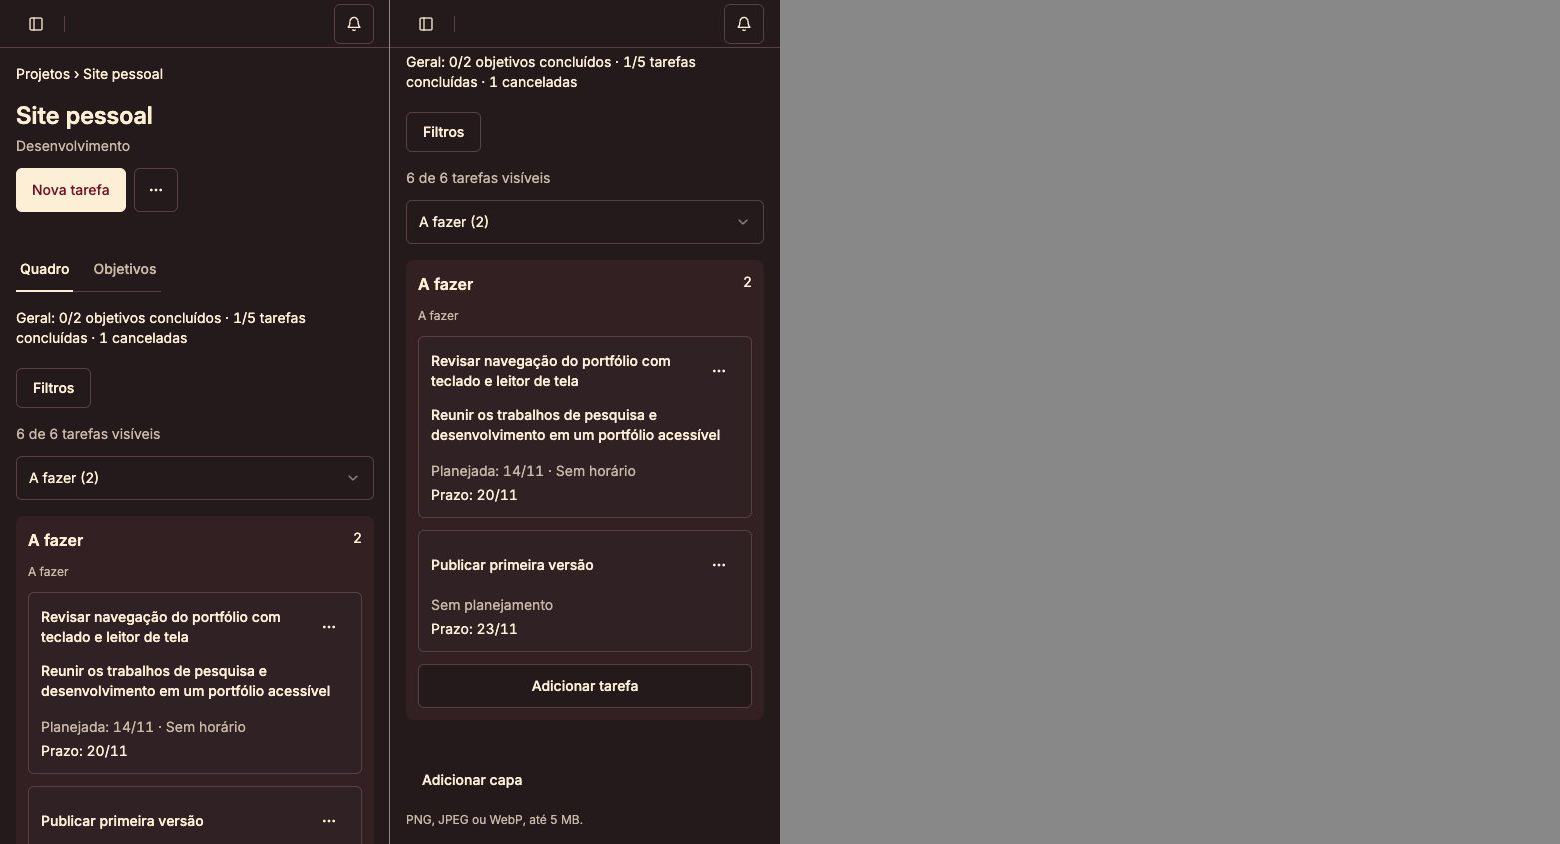 Projetos › Site pessoal
Site pessoal
Desenvolvimento
Nova tarefa
Quadro Objetivos
Geral: 0/2 objetivos concluídos · 1/5 tarefas
concluídas · 1 canceladas
Filtros
6 de 6 tarefas visíveis
A fazer (2)
A fazer 2
A fazer
Revisar navegação do portfólio com
teclado e leitor de tela
Reunir os trabalhos de pesquisa e
desenvolvimento em um portfólio acessível
Planejada: 14/11 · Sem horário
Prazo: 20/11
Publicar primeira versão
Geral: 0/2 objetivos concluídos · 1/5 tarefas
concluídas · 1 canceladas
Filtros
6 de 6 tarefas visíveis
A fazer (2)
A fazer 2
A fazer
Revisar navegação do portfólio com
teclado e leitor de tela
Reunir os trabalhos de pesquisa e
desenvolvimento em um portfólio acessível
Planejada: 14/11 · Sem horário
Prazo: 20/11
Publicar primeira versão
Sem planejamento
Prazo: 23/11
Adicionar tarefa
Adicionar capa
PNG, JPEG ou WebP, até 5 MB.